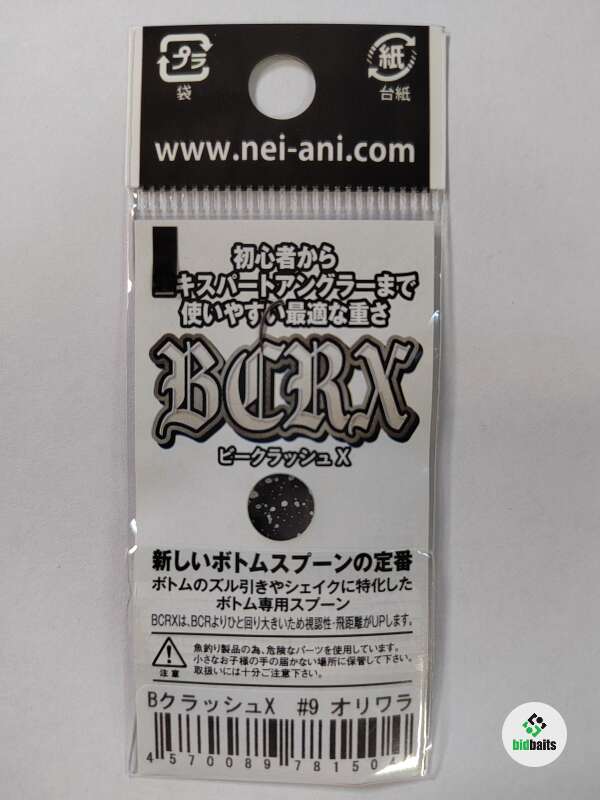 プラ
袋
紙
台紙
www.nei-ani.com
初心者から
キスパートアングラーまで
使いやすい最適な重さ
BCRX
ビークラッシュX
新しいボトムスプーンの定番
ボトムのズル引きやシェイクに特化した
ボトム専用スプーン
BCRXは、BCRよりひと回り大きいため視認性・飛距離がUPします。
注意
魚釣り製品の為、危険なパーツを使用しています。
小さなお子様の手の届かない場所に保管して下さい。
取扱いには十分ご注意下さい。
BクラッシュX #9 オリワラ
4 570089 781504
bidbaits